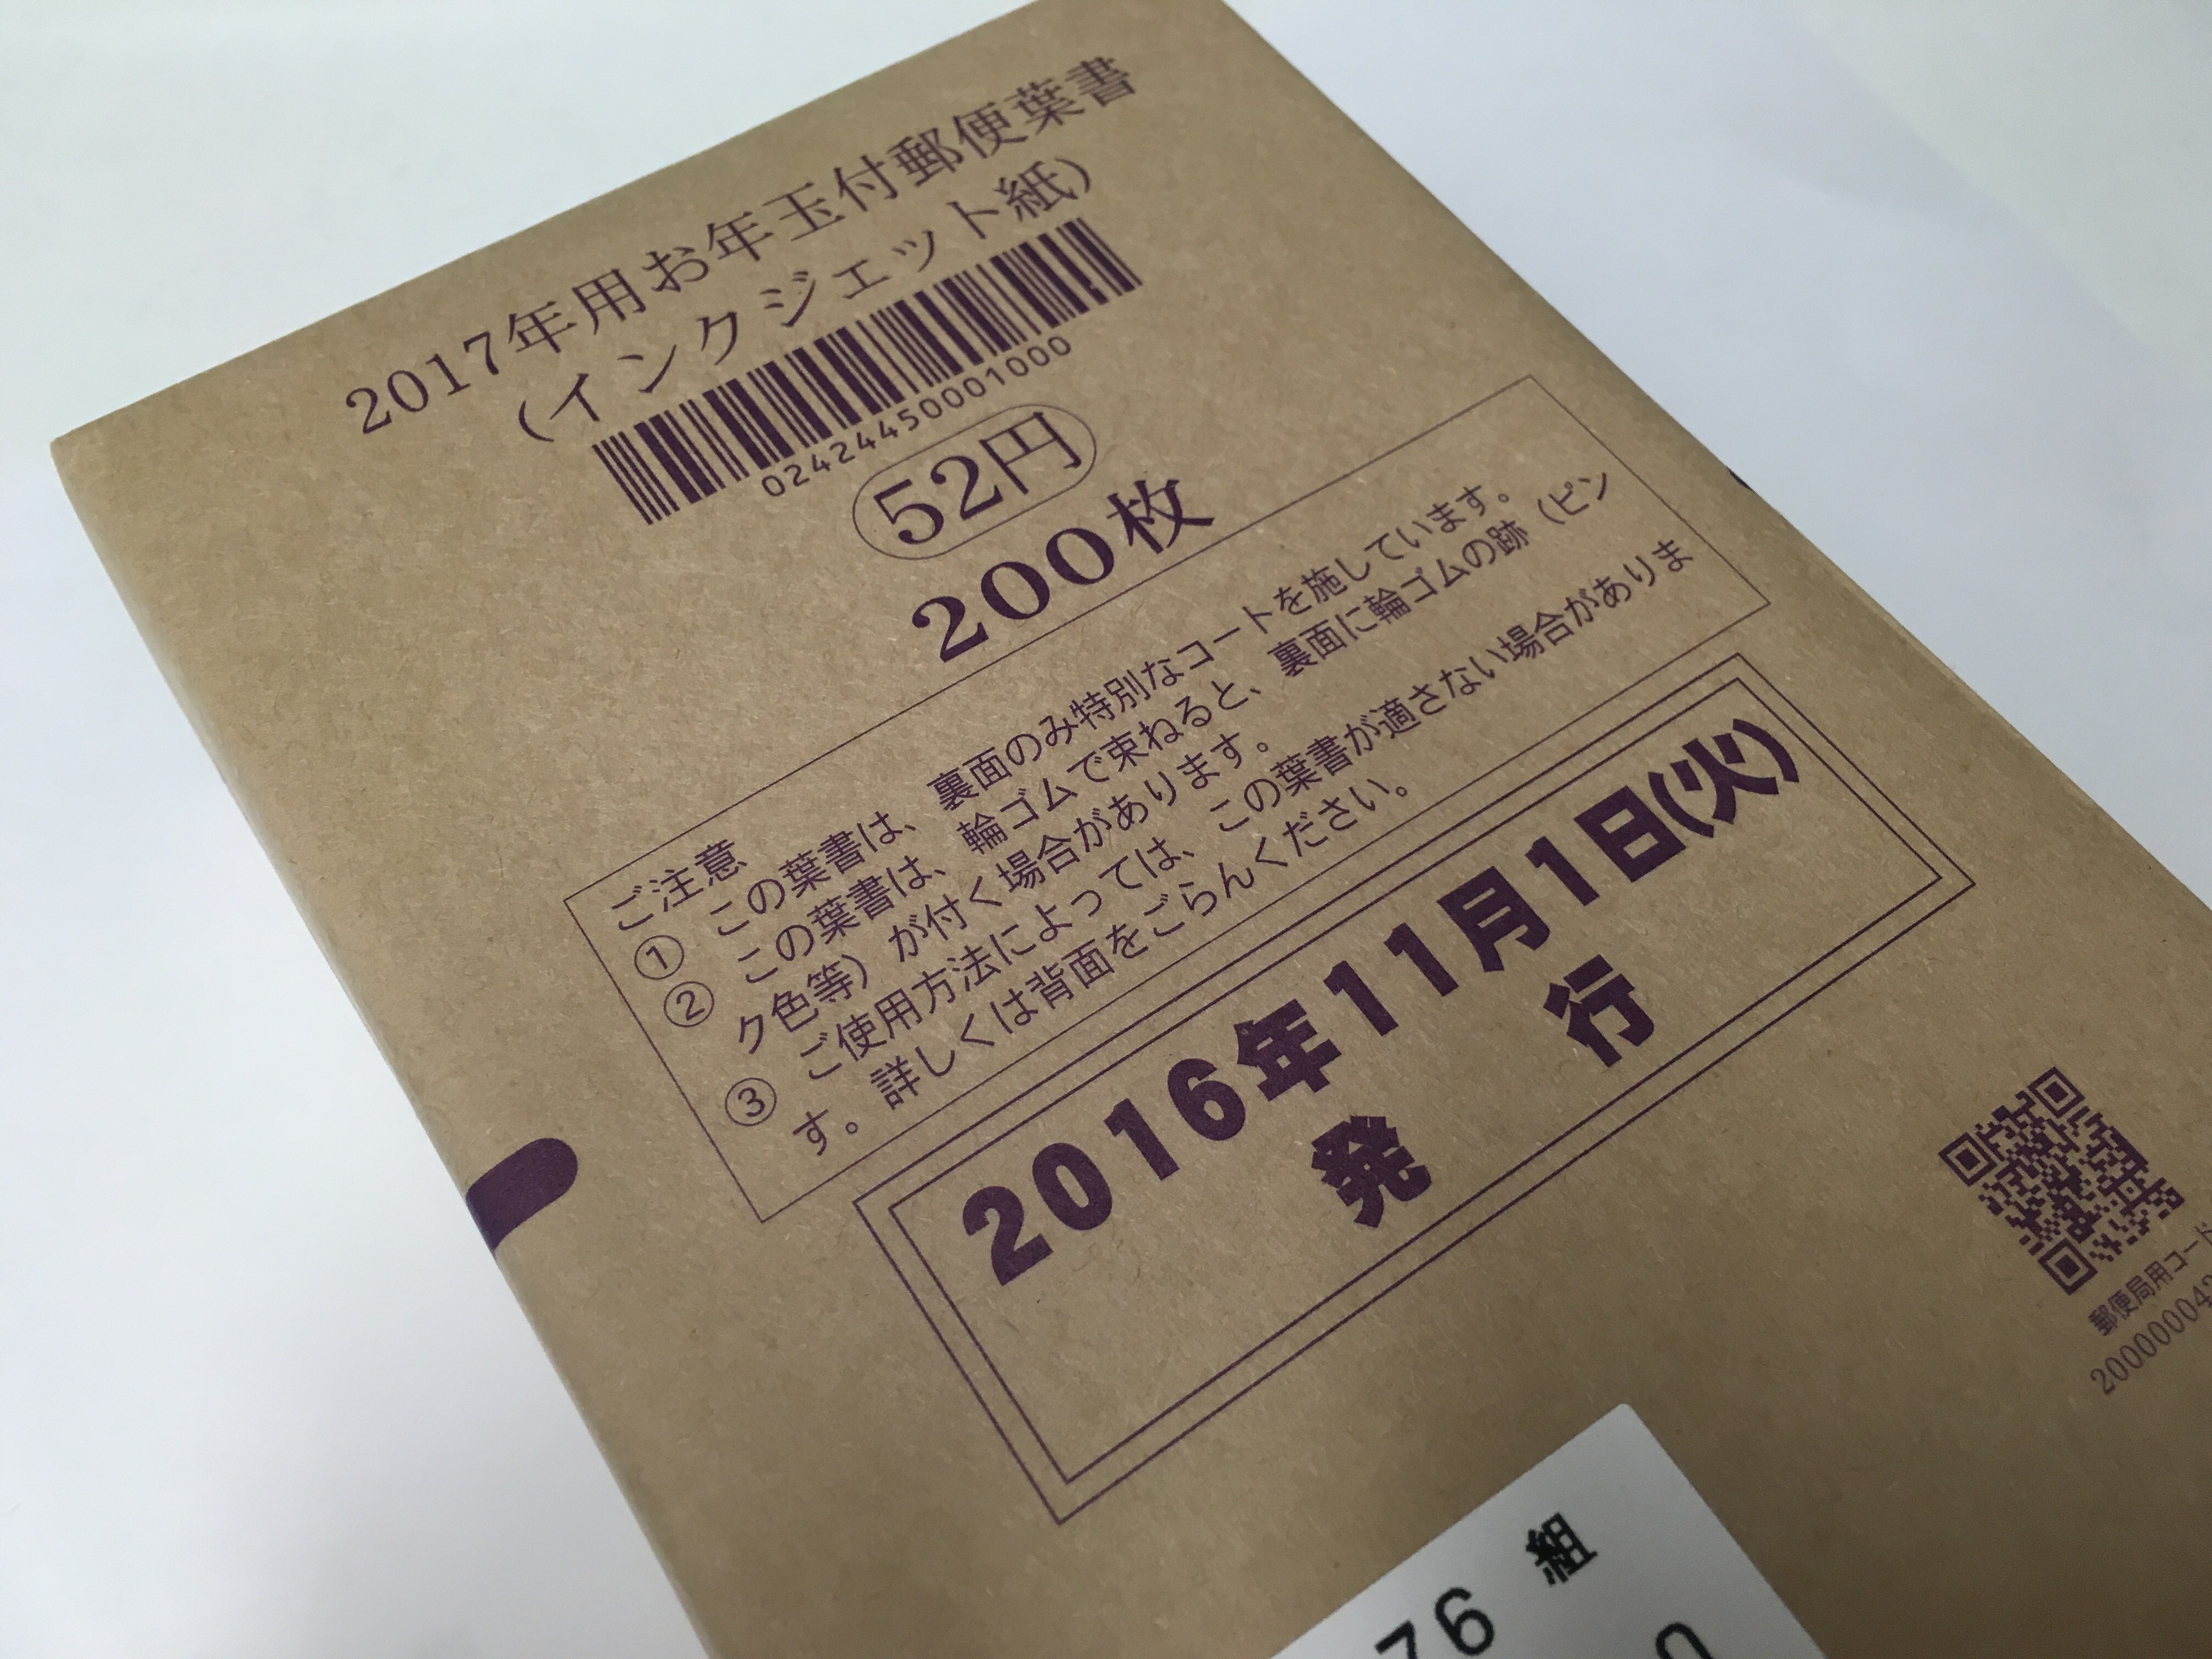 2017年用お年玉付郵便葉書
(インクジェット紙)
02424450001000
52円
200枚
ご注意
① この葉書は、裏面のみ特別なコートを施しています。
② この葉書は、輪ゴムで束ねると、裏面に輪ゴムの跡(ピン
ク色等)が付く場合があります。
③ ご使用方法によっては、この葉書が適さない場合がありま
す。詳しくは背面をごらんください。
2016年11月1日(火)
発 行
郵便局用コード
76 組